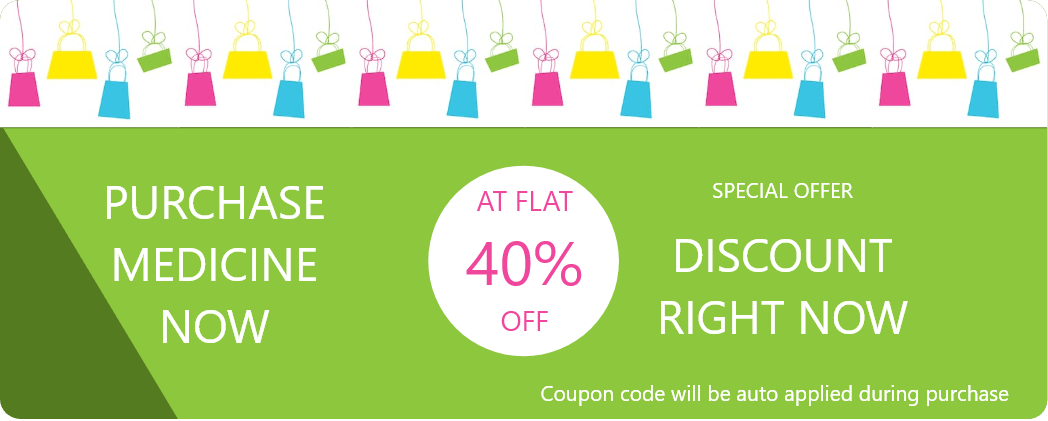 PURCHASE
MEDICINE
NOW
AT FLAT
40%
OFF
SPECIAL OFFER
DISCOUNT
RIGHT NOW
Coupon code will be auto applied during purchase